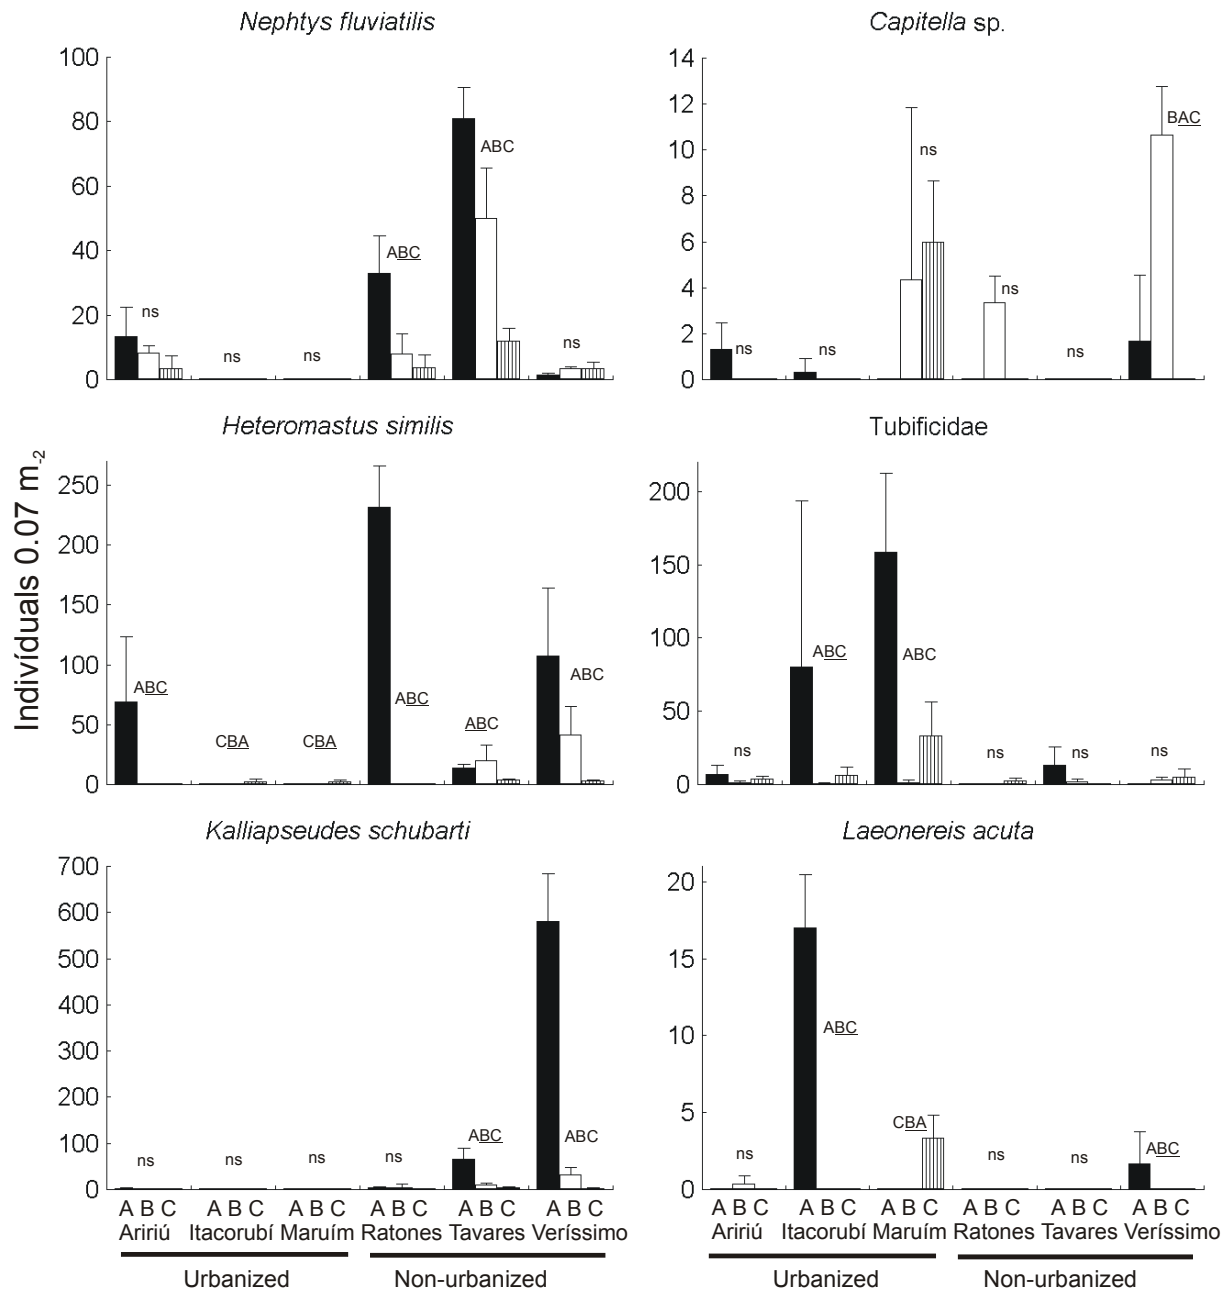 Nephtys fluviatilis
Capitella sp.
100
80
60
40
20
0
ns
ns
ns
ABC
ABC
ns
14
12
10
8
6
4
2
0
ns
ns
ns
ns
ns
BAC
Heteromastus similis
Tubificidae
Indivíduals 0.07 m-2
250
200
150
100
50
0
ABC
CBA
CBA
ABC
ABC
ABC
200
150
100
50
0
ns
ABC
ABC
ns
ns
ns
Kalliapseudes schubarti
Laeonereis acuta
700
600
500
400
300
200
100
0
ns
ns
ns
ns
ABC
ABC
20
15
10
5
0
ns
ABC
CBA
ns
ns
ABC
A B C A B C A B C A B C A B C A B C
Aririú Itacorubí Maruím Ratones Tavares Veríssimo
Urbanized Non-urbanized
A B C A B C A B C A B C A B C A B C
Aririú Itacorubí Maruím Ratones Tavares Veríssimo
Urbanized Non-urbanized